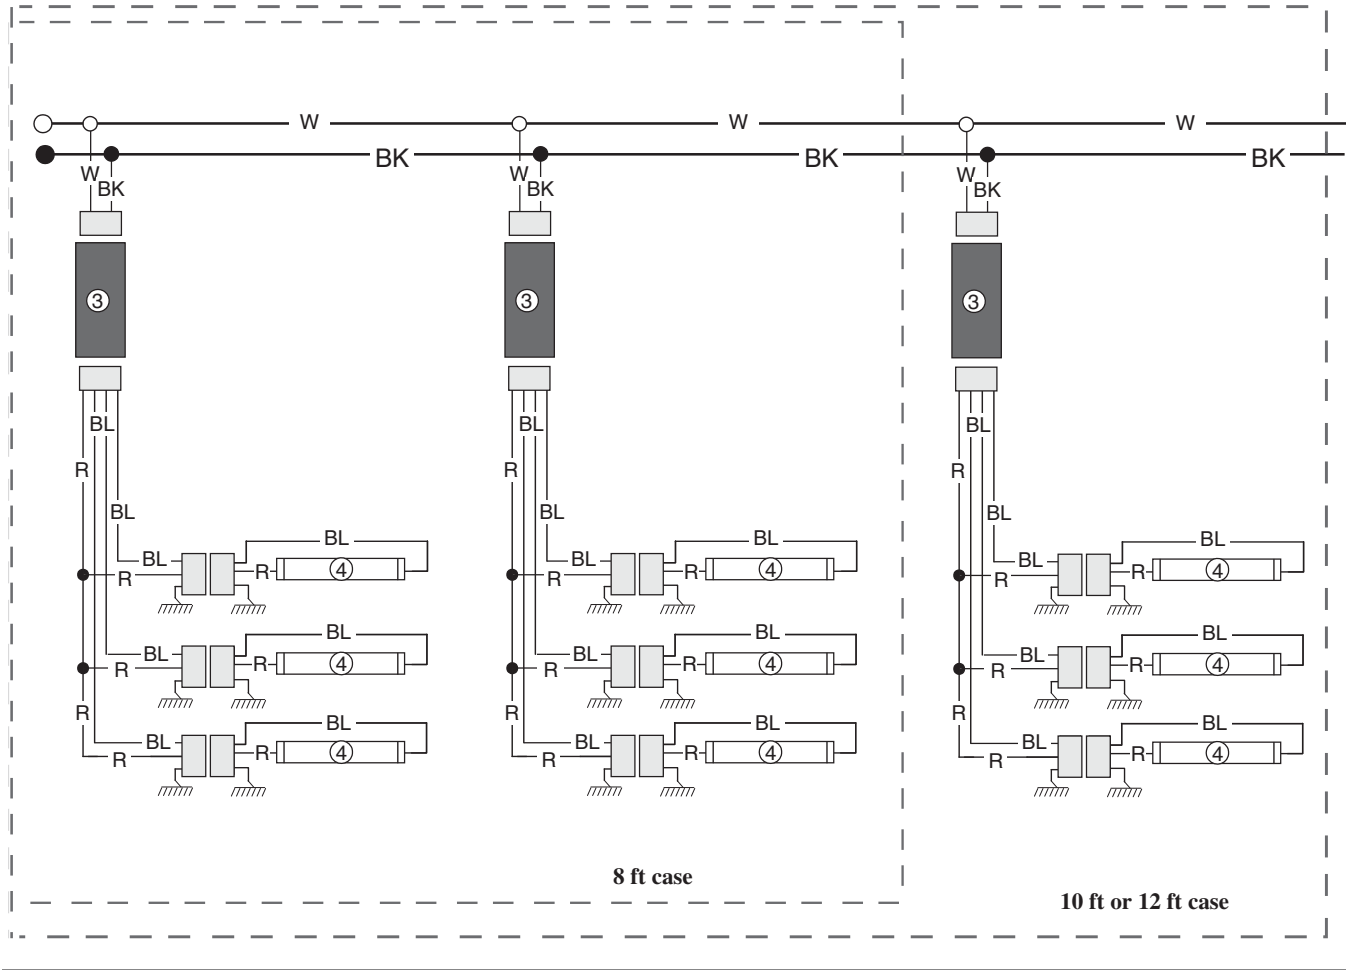 W W W
BK BK BK
W W W
BK BK BK
3 3 3
BL BL BL
R R R
BL BL BL
BL BL BL BL BL BL
R R 4 R R 4 R R 4
BL BL BL
BL BL BL
R R 4 R R 4 R R 4
R R R
BL BL BL
BL BL BL
R R 4 R R 4 R R 4
8 ft case
10 ft or 12 ft case